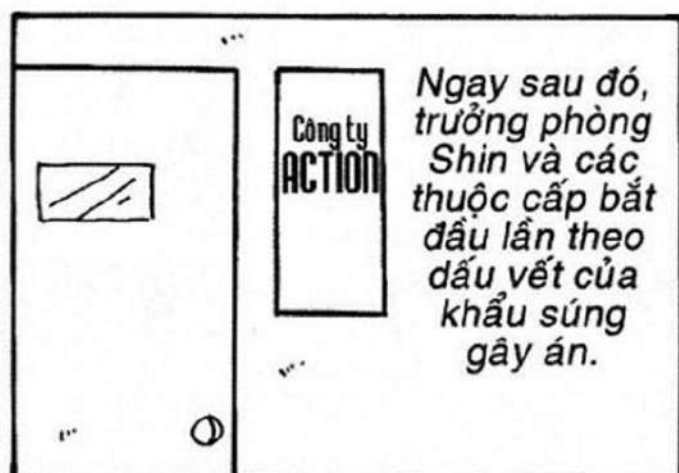 Công ty
ACTION
Ngay sau đó,
trưởng phòng
Shin và các
thuộc cấp bắt
đầu lần theo
dấu vết của
khẩu súng
gây án.